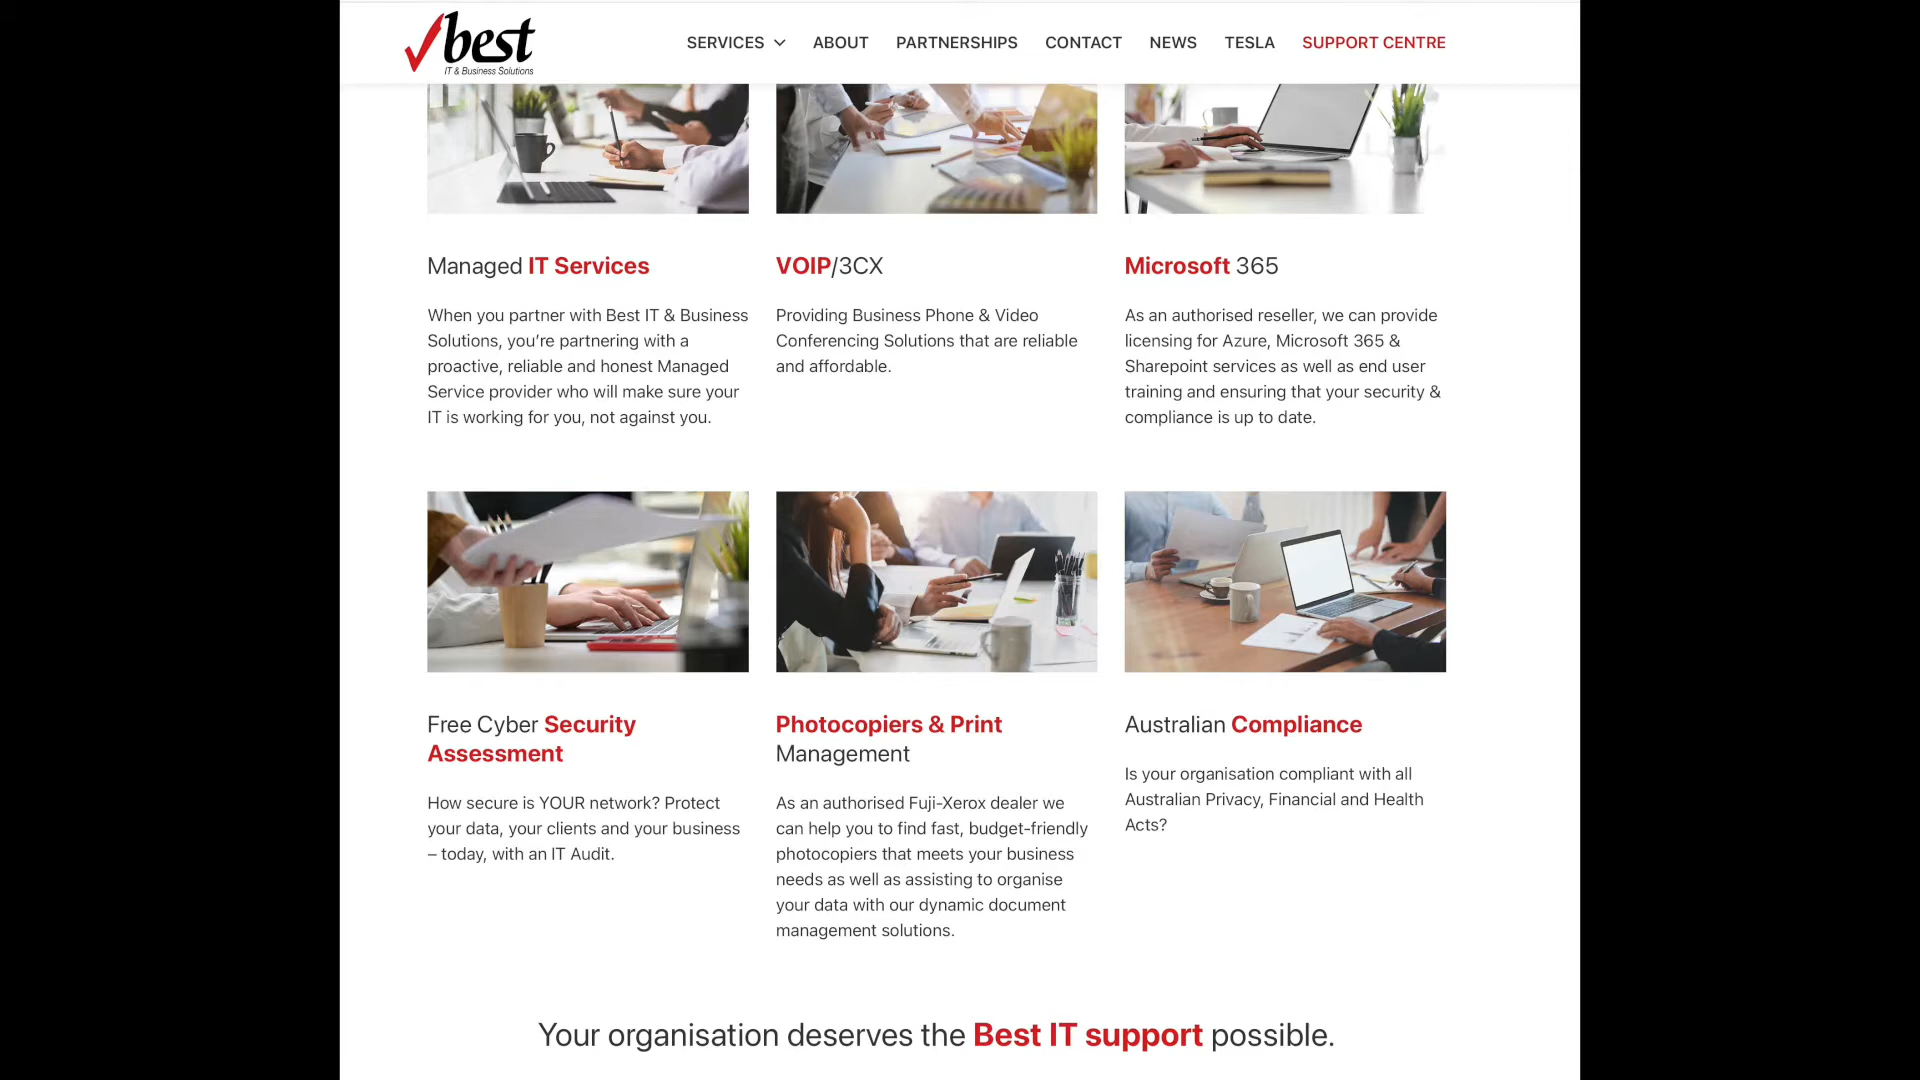 best
IT & Business Solutions
SERVICES
ABOUT
PARTNERSHIPS
CONTACT
NEWS
TESLA
SUPPORT CENTRE
Managed IT Services
When you partner with Best IT & Business
Solutions, you’re partnering with a
proactive, reliable and honest Managed
Service provider who will make sure your
IT is working for you, not against you.
VOIP/3CX
Providing Business Phone & Video
Conferencing Solutions that are reliable
and affordable.
Microsoft 365
As an authorised reseller, we can provide
licensing for Azure, Microsoft 365 &
Sharepoint services as well as end user
training and ensuring that your security &
compliance is up to date.
Free Cyber Security
Assessment
How secure is YOUR network? Protect
your data, your clients and your business
– today, with an IT Audit.
Photocopiers & Print
Management
As an authorised Fuji-Xerox dealer we
can help you to find fast, budget-friendly
photocopiers that meets your business
needs as well as assisting to organise
your data with our dynamic document
management solutions.
Australian Compliance
Is your organisation compliant with all
Australian Privacy, Financial and Health
Acts?
Your organisation deserves the Best IT support possible.